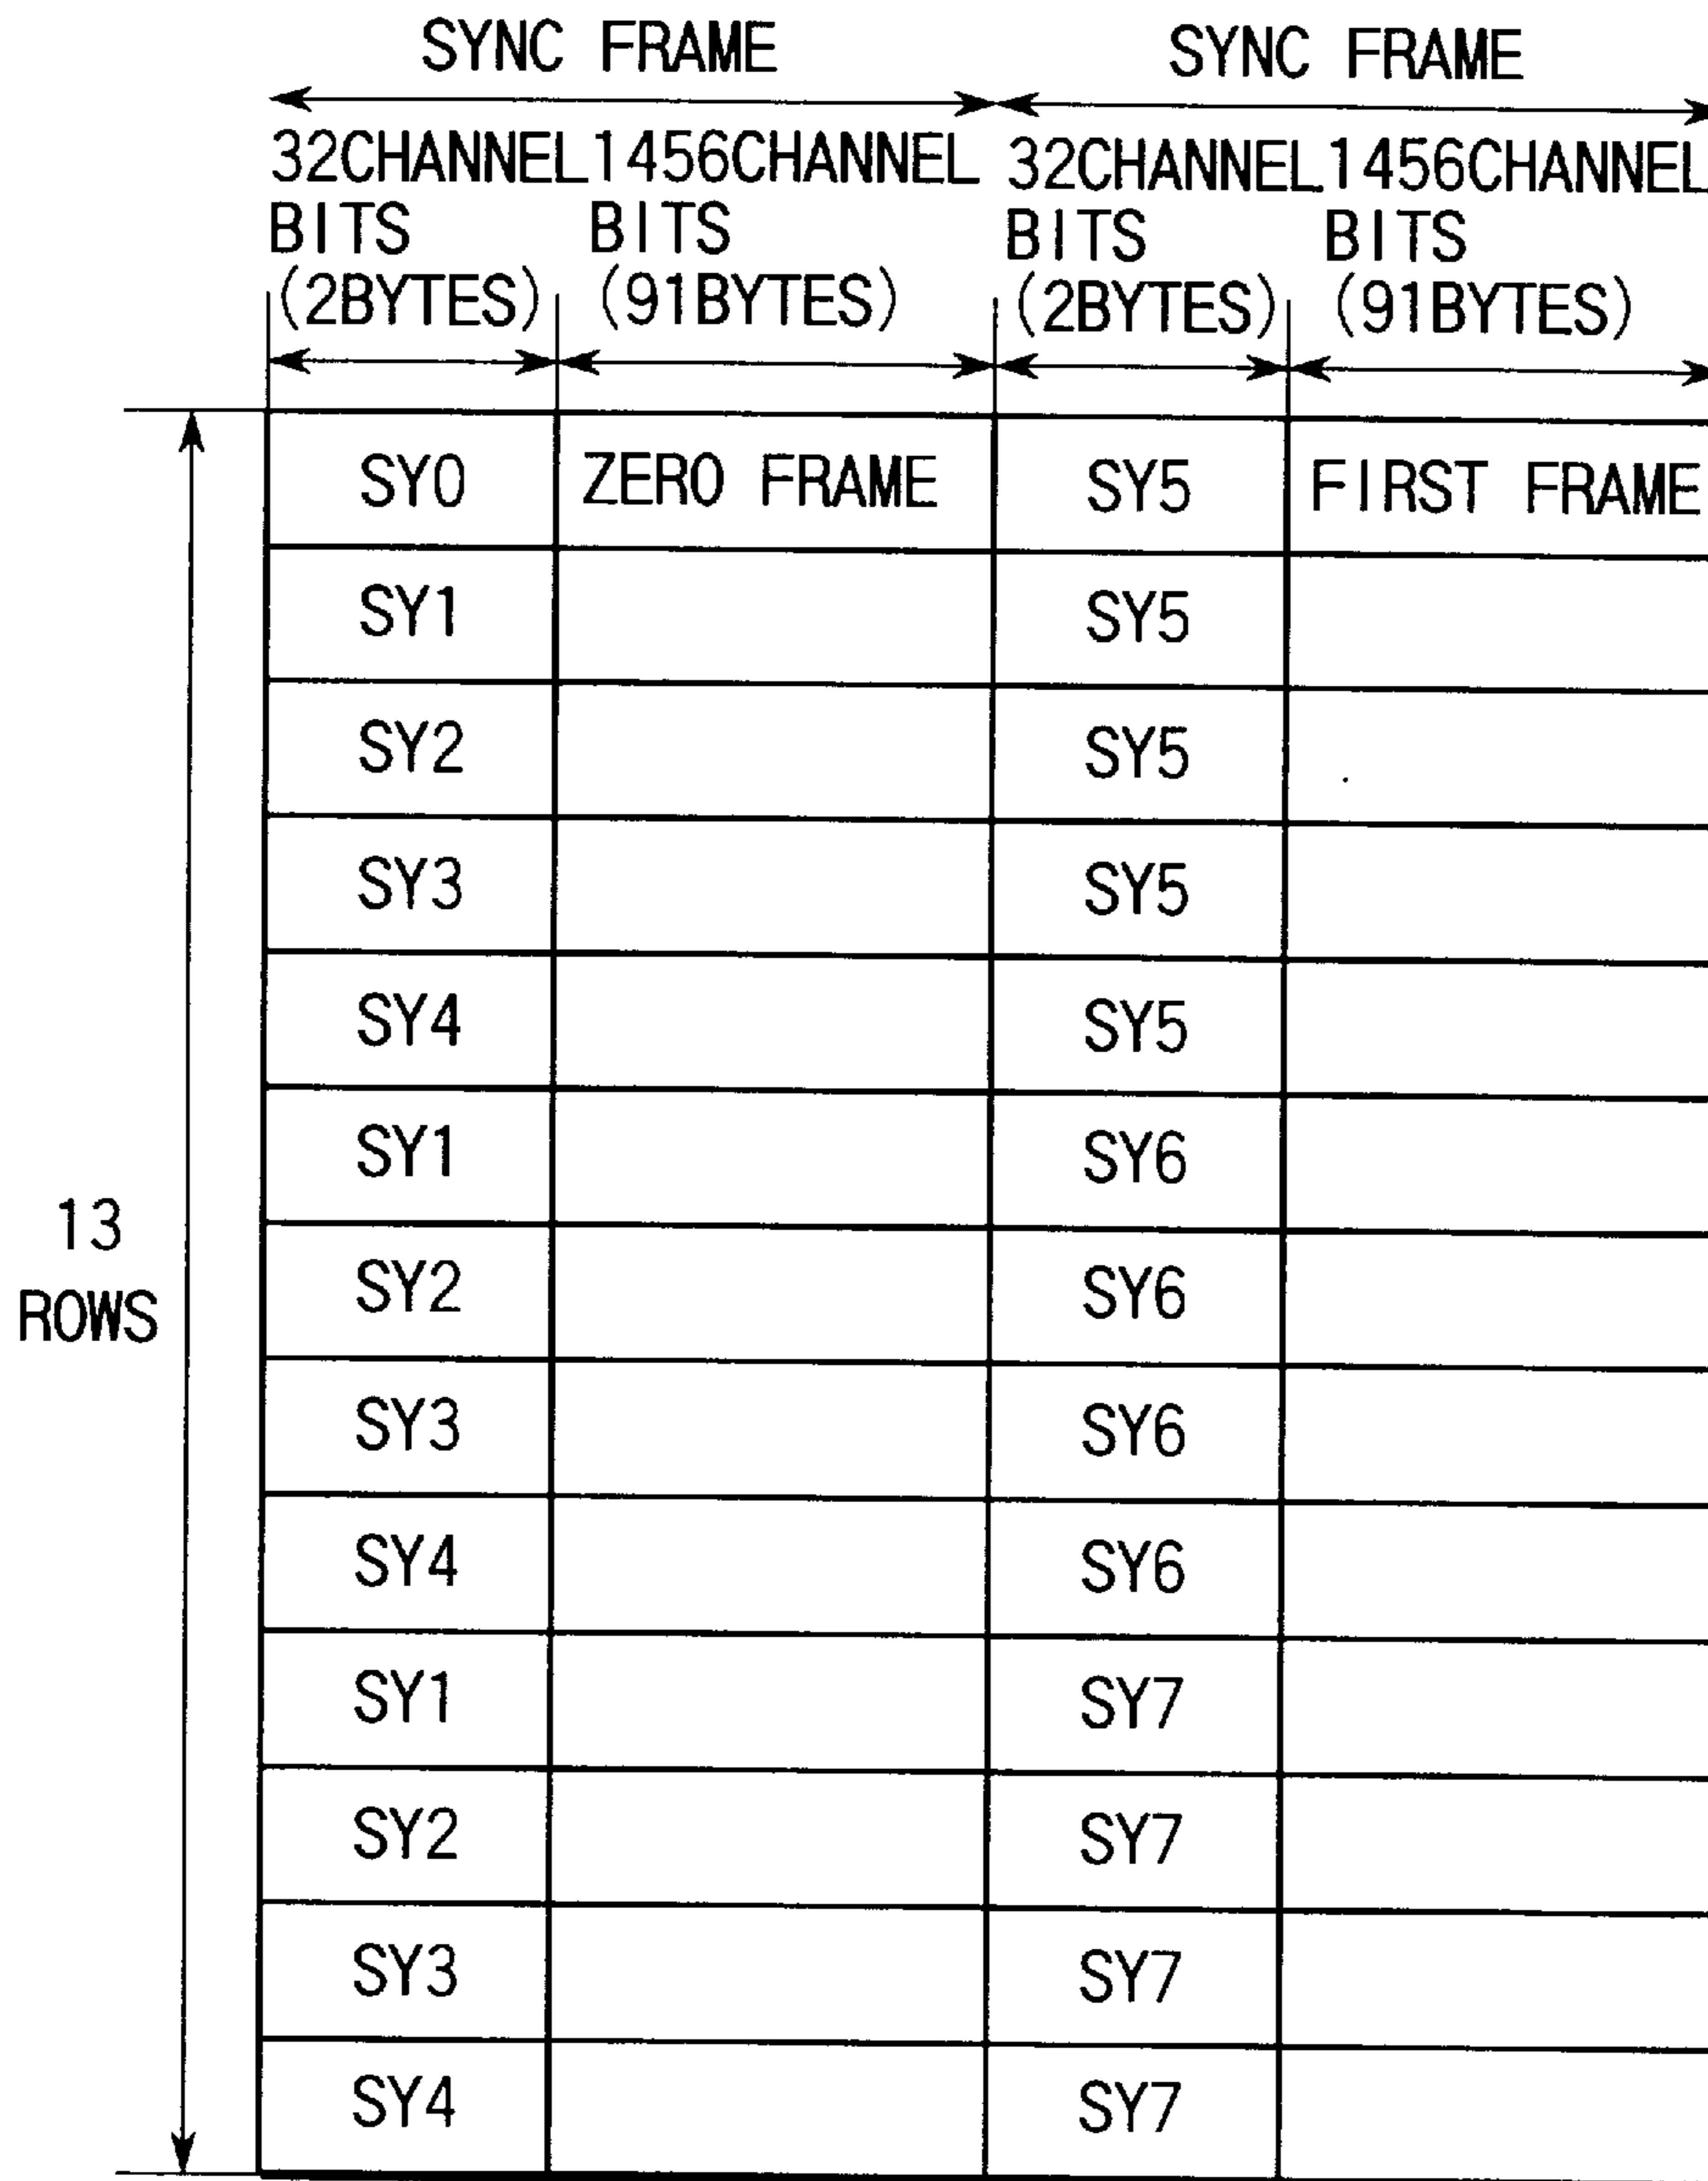 SYNC FRAME SYNC FRAME
32CHANNEL 1456CHANNEL 32CHANNEL 1456CHANNEL
BITS BITS BITS BITS
(2BYTES) (91BYTES) (2BYTES) (91BYTES)
SY0 ZERO FRAME SY5 FIRST FRAME
SY1 SY5
SY2 SY5
SY3 SY5
SY4 SY5
SY1 SY6
13
SY2 SY6
ROWS
SY3 SY6
SY4 SY6
SY1 SY7
SY2 SY7
SY3 SY7
SY4 SY7